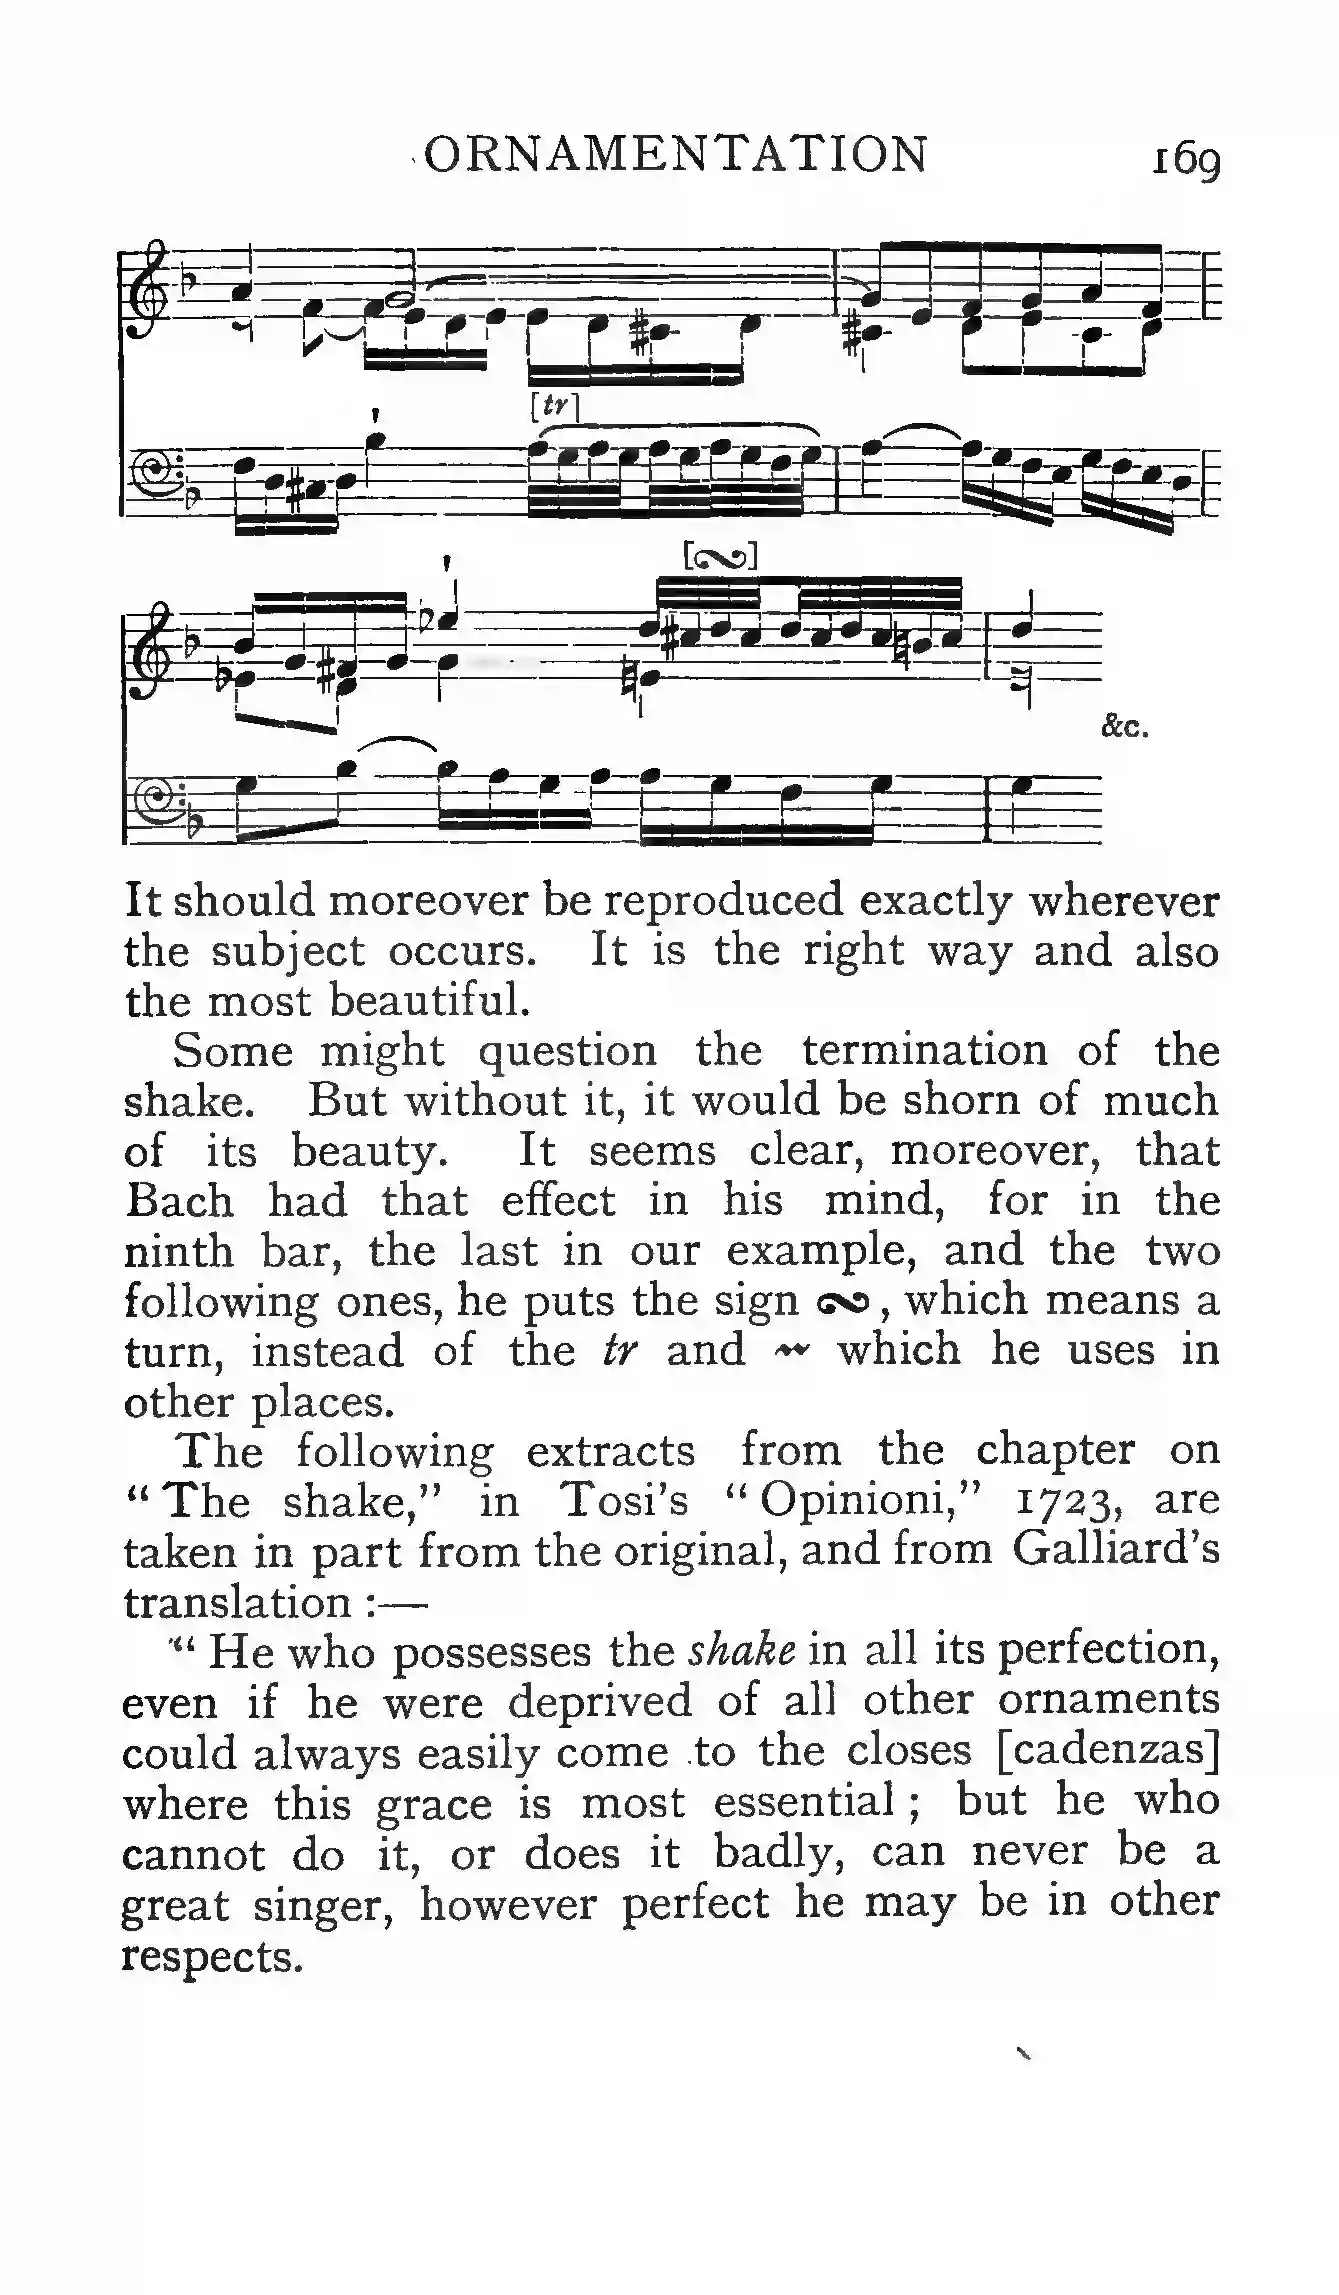 ORNAMENTATION 169
[tr]
[∾]
&c.
It should moreover be reproduced exactly wherever
the subject occurs. It is the right way and also
the most beautiful.
Some might question the termination of the
shake. But without it, it would be shorn of much
of its beauty. It seems clear, moreover, that
Bach had that effect in his mind, for in the
ninth bar, the last in our example, and the two
following ones, he puts the sign ∾, which means a
turn, instead of the tr and 𝆝𝆝 which he uses in
other places.
The following extracts from the chapter on
“ The shake,” in Tosi’s “ Opinioni,” 1723, are
taken in part from the original, and from Galliard’s
translation :—
“ He who possesses the shake in all its perfection,
even if he were deprived of all other ornaments
could always easily come to the closes [cadenzas]
where this grace is most essential ; but he who
cannot do it, or does it badly, can never be a
great singer, however perfect he may be in other
respects.